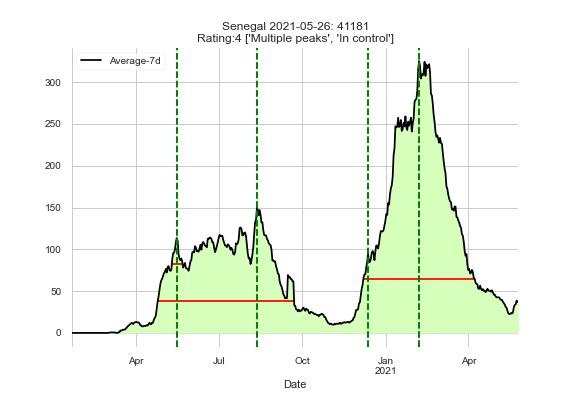 Senegal 2021-05-26: 41181
Rating:4 ['Multiple peaks', 'In control']
Average-7d
300
250
200
150
100
50
0
Apr
Jul
Oct
Jan
2021
Apr
Date